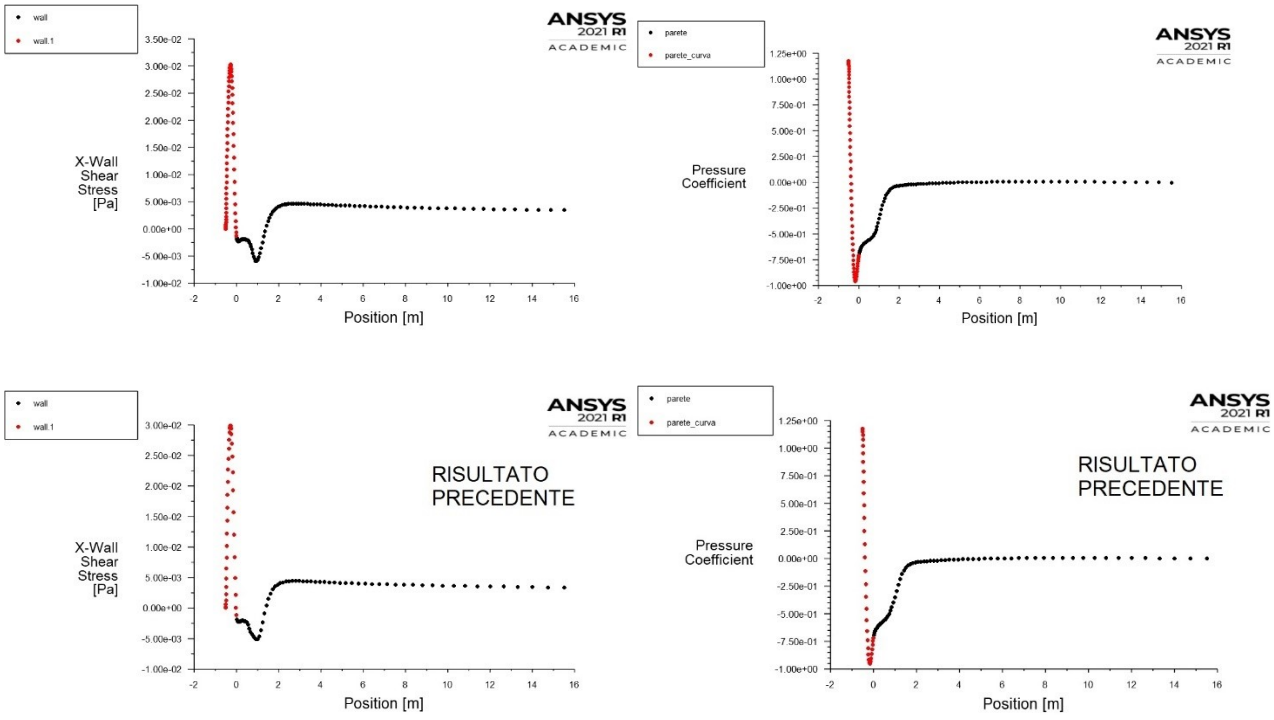 wall
wall.1
ANSYS
2021 R1
ACADEMIC
3.50e-02
3.00e-02
2.50e-02
2.00e-02
1.50e-02
1.00e-02
5.00e-03
0.00e+00
-5.00e-03
-1.00e-02
X-Wall
Shear
Stress
[Pa]
-2 0 2 4 6 8 10 12 14 16
Position [m]
parete
parete_curva
ANSYS
2021 R1
ACADEMIC
1.25e+00
1.00e+00
7.50e-01
5.00e-01
2.50e-01
0.00e+00
-2.50e-01
-5.00e-01
-7.50e-01
-1.00e+00
Pressure
Coefficient
-2 0 2 4 6 8 10 12 14 16
Position [m]
wall
wall.1
ANSYS
2021 R1
ACADEMIC
RISULTATO
PRECEDENTE
3.00e-02
2.50e-02
2.00e-02
1.50e-02
1.00e-02
5.00e-03
0.00e+00
-5.00e-03
-1.00e-02
X-Wall
Shear
Stress
[Pa]
-2 0 2 4 6 8 10 12 14 16
Position [m]
parete
parete_curva
ANSYS
2021 R1
ACADEMIC
RISULTATO
PRECEDENTE
1.25e+00
1.00e+00
7.50e-01
5.00e-01
2.50e-01
0.00e+00
-2.50e-01
-5.00e-01
-7.50e-01
-1.00e+00
Pressure
Coefficient
-2 0 2 4 6 8 10 12 14 16
Position [m]